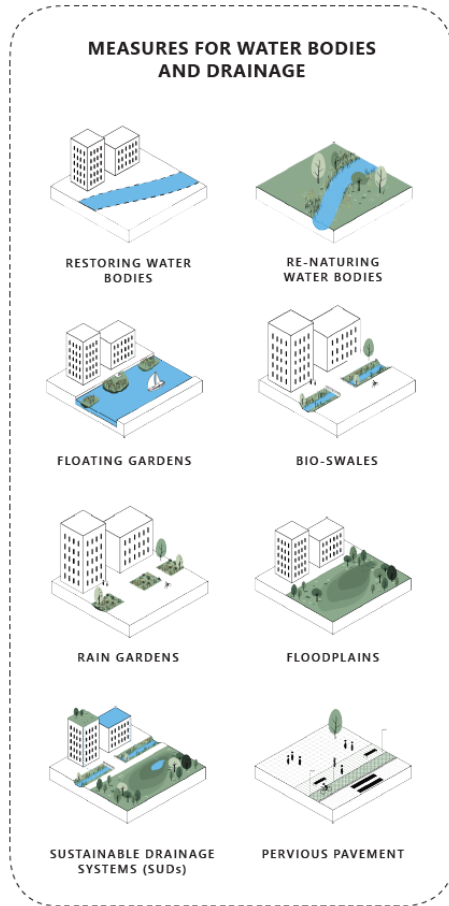 MEASURES FOR WATER BODIES
AND DRAINAGE
RESTORING WATER
BODIES
RE-NATURING
WATER BODIES
FLOATING GARDENS
BIO-SWALES
RAIN GARDENS
FLOODPLAINS
SUSTAINABLE DRAINAGE
SYSTEMS (SUDs)
PERVIOUS PAVEMENT